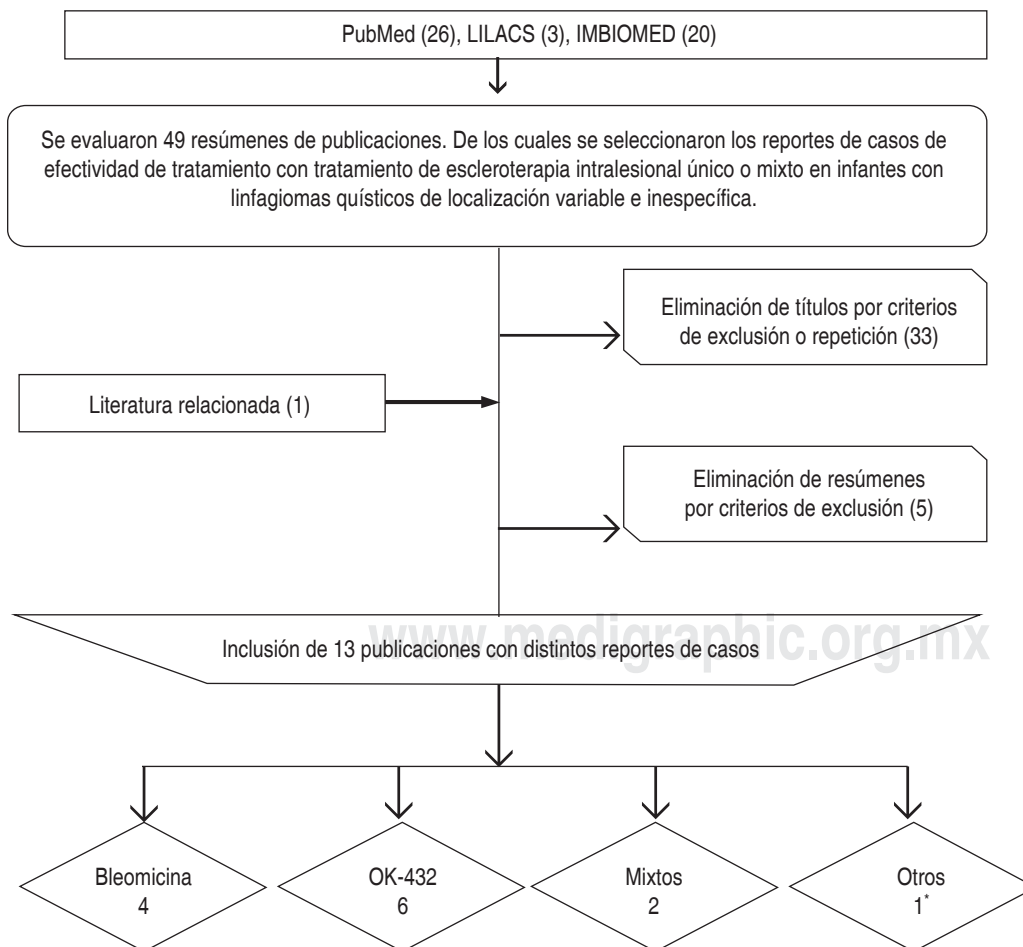 PubMed (26), LILACS (3), IMBIOMED (20)
Se evaluaron 49 resúmenes de publicaciones. De los cuales se seleccionaron los reportes de casos de
efectividad de tratamiento con tratamiento de escleroterapia intralesional único o mixto en infantes con
linfagiomas quísticos de localización variable e inespecífica.
Eliminación de títulos por criterios
de exclusión o repetición (33)
Literatura relacionada (1)
Eliminación de resúmenes
por criterios de exclusión (5)
www.medigraphic.org.mx
Inclusión de 13 publicaciones con distintos reportes de casos
Bleomicina
4
OK-432
6
Mixtos
2
Otros
1*